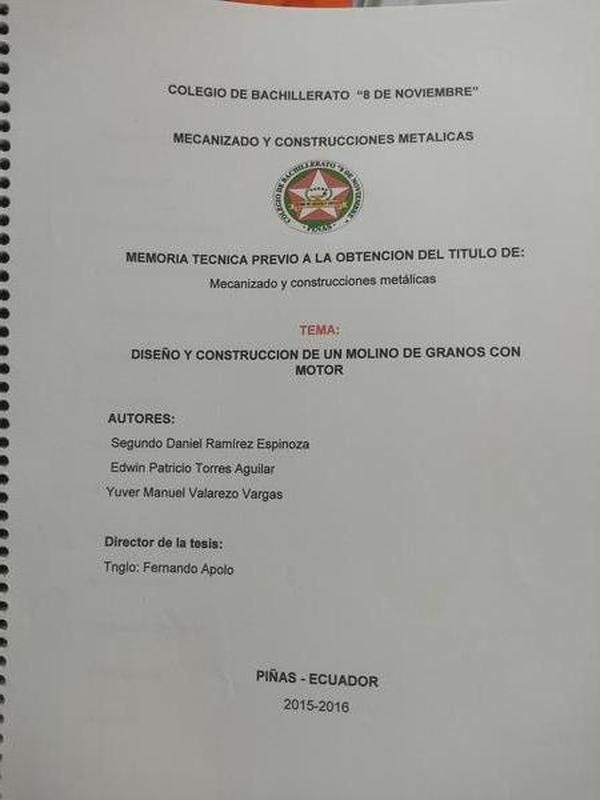 COLEGIO DE BACHILLERATO "8 DE NOVIEMBRE"
MECANIZADO Y CONSTRUCCIONES METALICAS
COLEGIO DE BACHILLERATO "8 DE NOVIEMBRE"
PIÑAS
MEMORIA TECNICA PREVIO A LA OBTENCION DEL TITULO DE:
Mecanizado y construcciones metálicas
TEMA:
DISEÑO Y CONSTRUCCION DE UN MOLINO DE GRANOS CON
MOTOR
AUTORES:
Segundo Daniel Ramírez Espinoza
Edwin Patricio Torres Aguilar
Yuver Manuel Valarezo Vargas
Director de la tesis:
Tnglo: Fernando Apolo
PIÑAS - ECUADOR
2015-2016